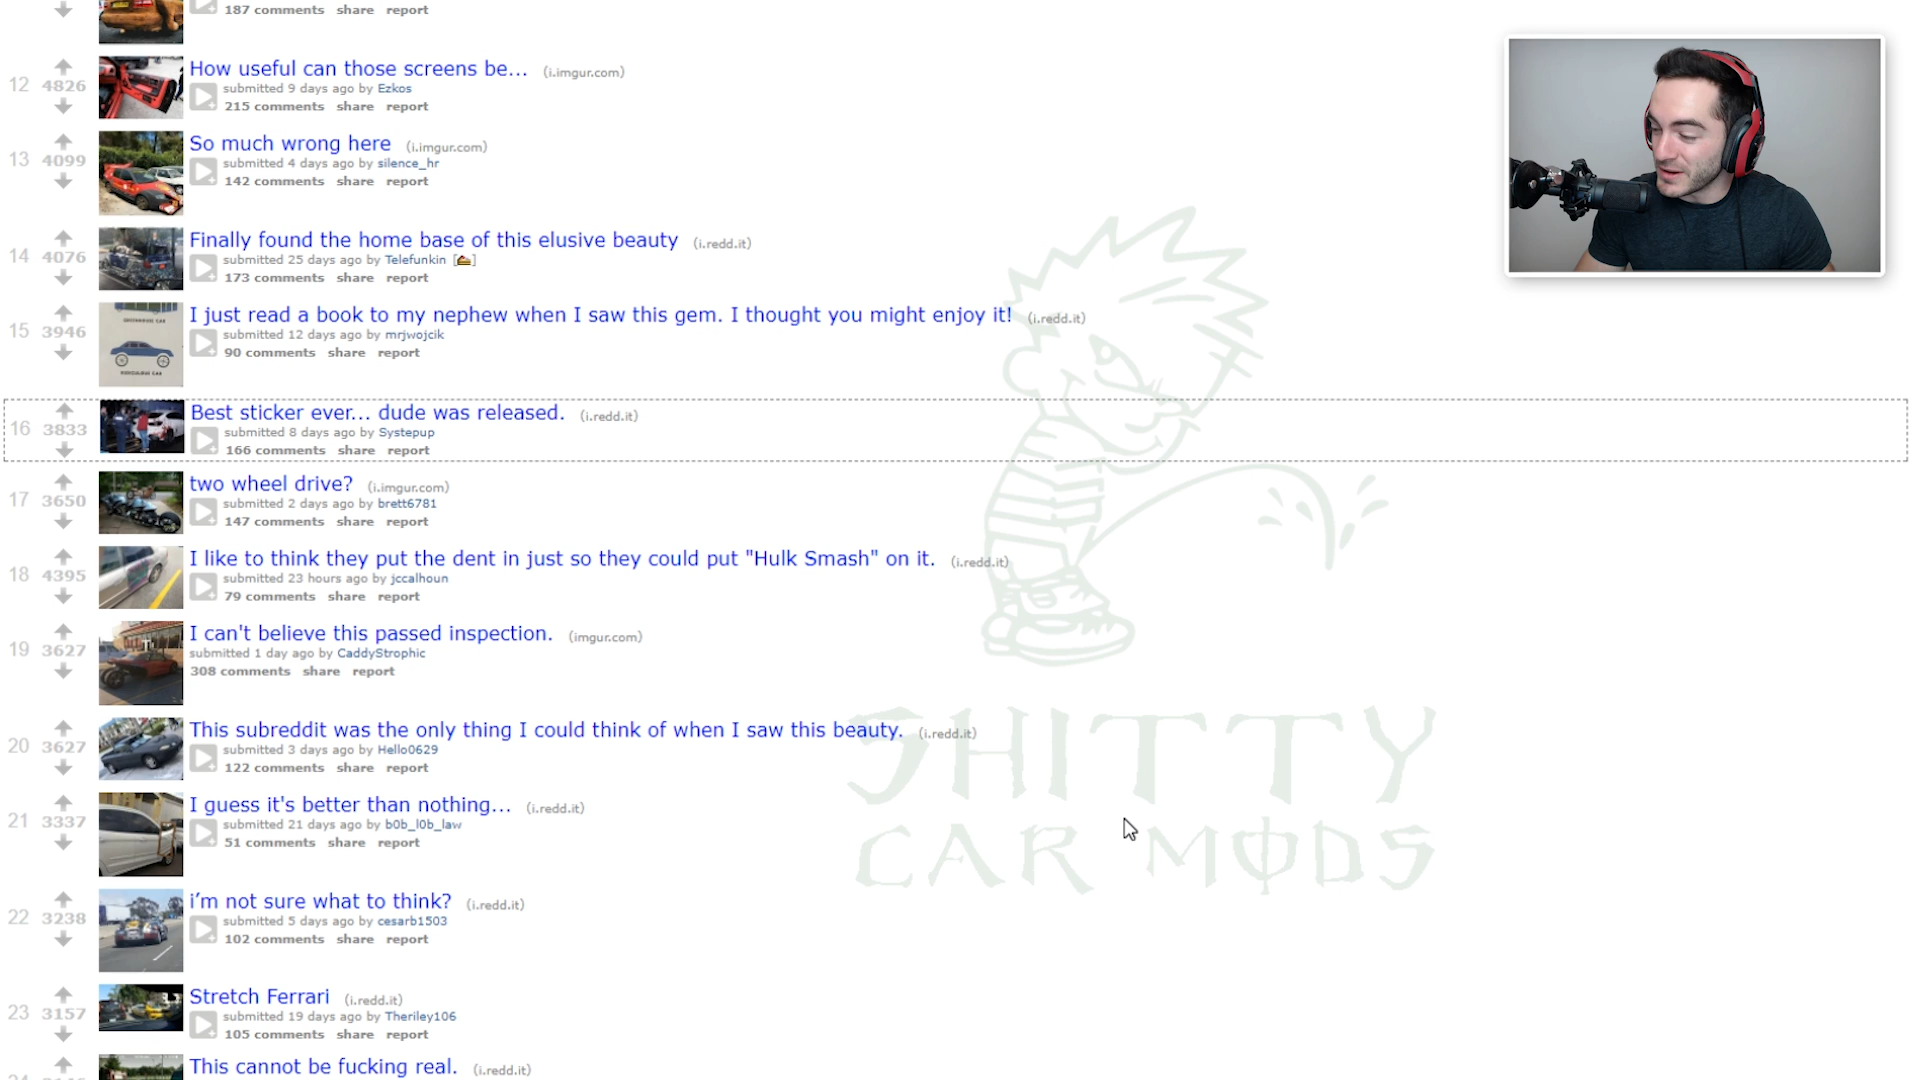 187 comments share report
12 4826 How useful can those screens be... (i.imgur.com)
submitted 9 days ago by Ezkos
215 comments share report
13 4099 So much wrong here (i.imgur.com)
submitted 4 days ago by silence_hr
142 comments share report
14 4076 Finally found the home base of this elusive beauty (i.redd.it)
submitted 25 days ago by Telefunkin [🍰]
173 comments share report
15 3946 I just read a book to my nephew when I saw this gem. I thought you might enjoy it! (i.redd.it)
submitted 12 days ago by mrjwojcik
90 comments share report
RIDICULOUS CAR
16 3833 Best sticker ever... dude was released. (i.redd.it)
submitted 8 days ago by Systepup
166 comments share report
17 3650 two wheel drive? (i.imgur.com)
submitted 2 days ago by brett6781
147 comments share report
18 4395 I like to think they put the dent in just so they could put "Hulk Smash" on it. (i.redd.it)
submitted 23 hours ago by jccalhoun
79 comments share report
19 3627 I can't believe this passed inspection. (imgur.com)
submitted 1 day ago by CaddyStrophic
308 comments share report
20 3627 This subreddit was the only thing I could think of when I saw this beauty. (i.redd.it)
submitted 3 days ago by Hello0629
122 comments share report
21 3337 I guess it's better than nothing... (i.redd.it)
submitted 21 days ago by b0b_l0b_law
51 comments share report
22 3238 i'm not sure what to think? (i.redd.it)
submitted 5 days ago by cesarb1503
102 comments share report
23 3157 Stretch Ferrari (i.redd.it)
submitted 19 days ago by Theriley106
105 comments share report
This cannot be fucking real. (i.redd.it)
SHITTY
CAR MODS